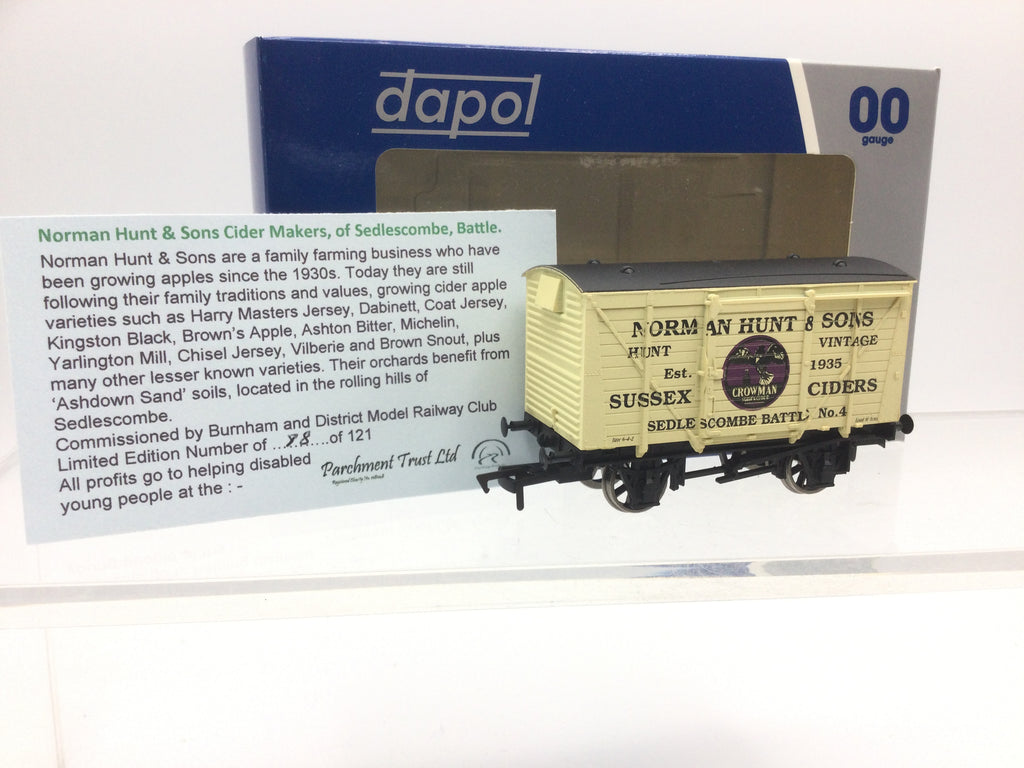 dapol
00
gauge
Norman Hunt & Sons Cider Makers, of Sedlescombe, Battle.
Norman Hunt & Sons are a family farming business who have
been growing apples since the 1930s. Today they are still
following their family traditions and values, growing cider apple
varieties such as Harry Masters Jersey, Dabinett, Coat Jersey,
Kingston Black, Brown's Apple, Ashton Bitter, Michelin,
Yarlington Mill, Chisel Jersey, Vilberie and Brown Snout, plus
many other lesser known varieties. Their orchards benefit from
'Ashdown Sand' soils, located in the rolling hills of
Sedlescombe.
Commissioned by Burnham and District Model Railway Club
Limited Edition Number of ..78....of 121
All profits go to helping disabled
young people at the : -
Parchment Trust Ltd
NORMAN HUNT & SONS
HUNT VINTAGE
Est. 1935
SUSSEX CIDERS
CROWMAN
SEDLESCOMBE BATTLE No.4